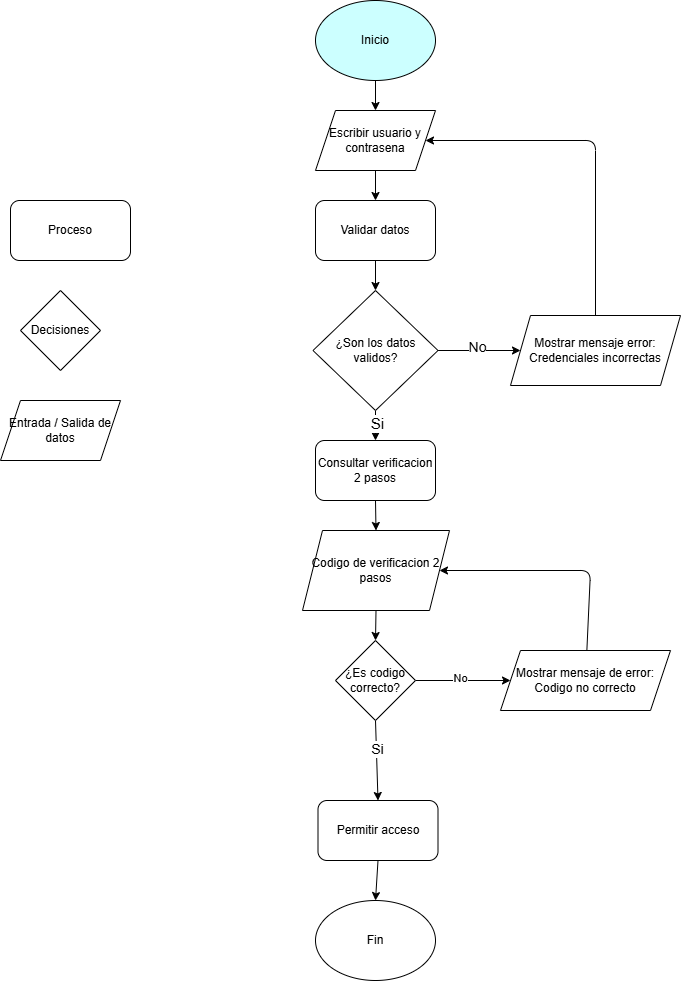 Inicio
Escribir usuario y
contrasena
Proceso
Validar datos
Decisiones
¿Son los datos
validos?
No
Mostrar mensaje error:
Credenciales incorrectas
Entrada / Salida de
datos
Si
Consultar verificacion
2 pasos
Codigo de verificacion 2
pasos
¿Es codigo
correcto?
No
Mostrar mensaje de error:
Codigo no correcto
Si
Permitir acceso
Fin